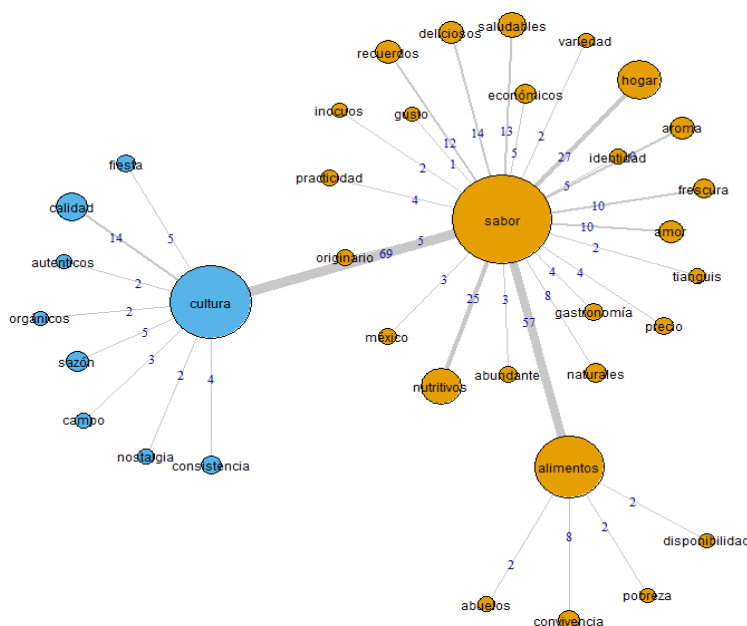 saludables
deliciosos
variedad
recuerdos
hogar
económicos
inocuos
gusto
aroma
14
13
2
12
5
27
identidad
fiesta
2
1
practicidad
5
frescura
calidad
4
10
sabor
14
5
10
amor
5
69
2
originario
autenticos
2
3
25
3
4
4
tianguis
cultura
8
orgánicos
2
gastronomía
57
precio
5
méxico
sazón
3
nutritivos
abundante
naturales
2
4
campo
nostalgia
consistencia
alimentos
2
2
8
disponibilidad
2
abuelos
pobreza
convivencia